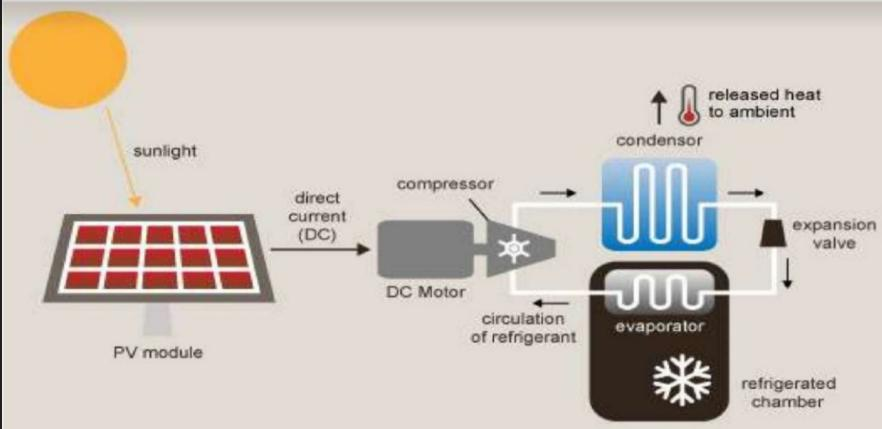 sunlight
PV module
direct
current
(DC)
DC Motor
compressor
released heat
to ambient
condensor
expansion
valve
circulation
of refrigerant
evaporator
refrigerated
chamber